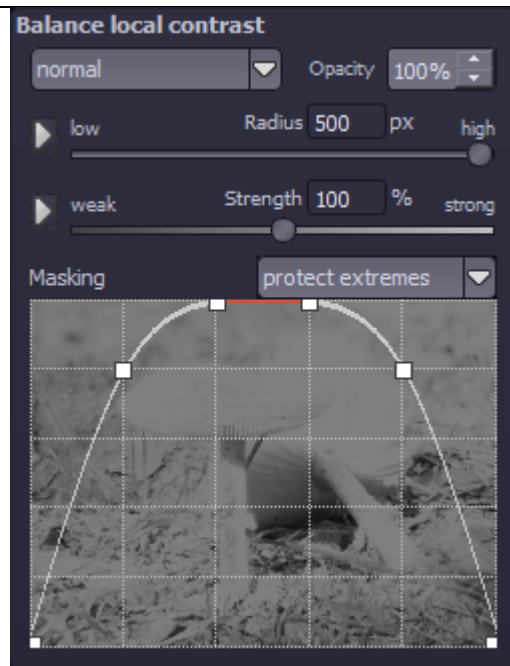 Balance local contrast
normal Opacity 100%
low Radius 500 px high
weak Strength 100 % strong
Masking protect extremes